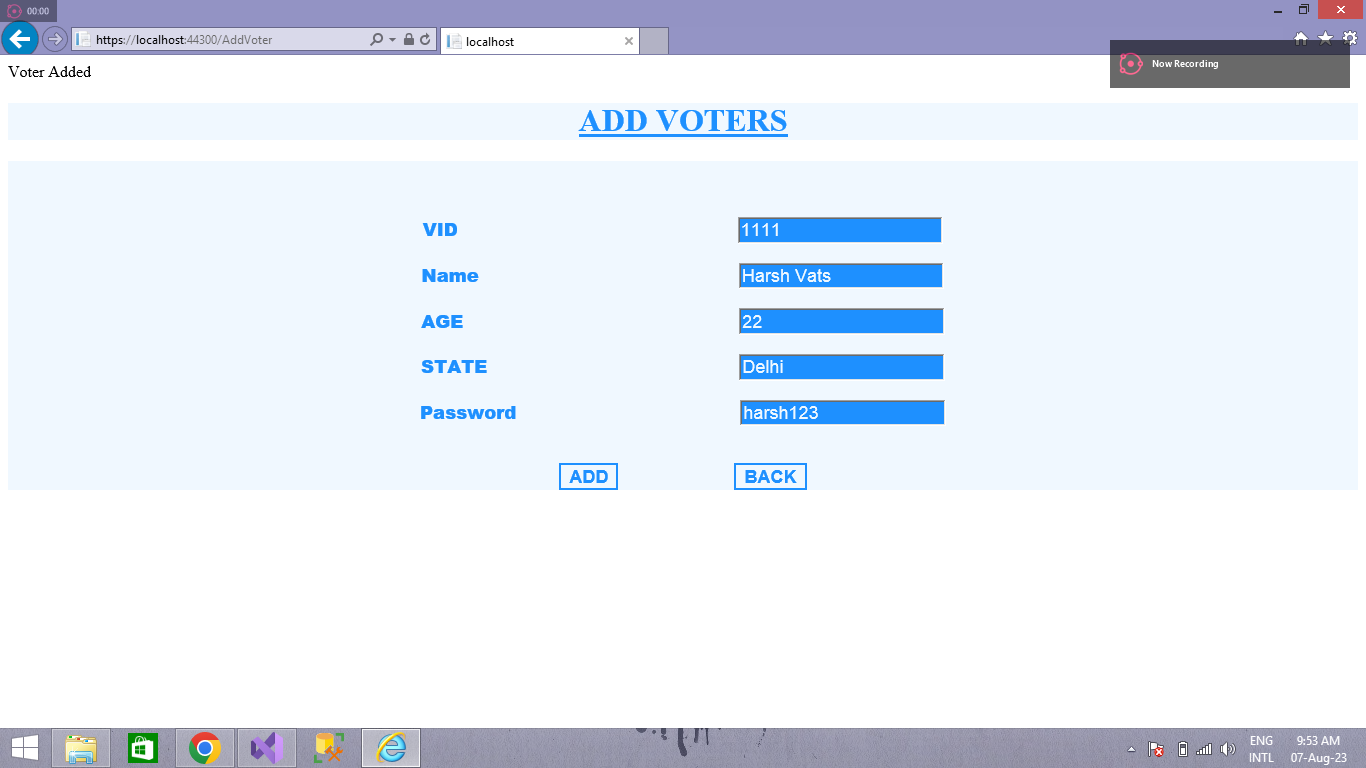 00:00
https://localhost:44300/AddVoter
localhost
Now Recording
Voter Added
ADD VOTERS
VID 1111
Name Harsh Vats
AGE 22
STATE Delhi
Password harsh123
ADD BACK
ENG 9:53 AM
INTL 07-Aug-23